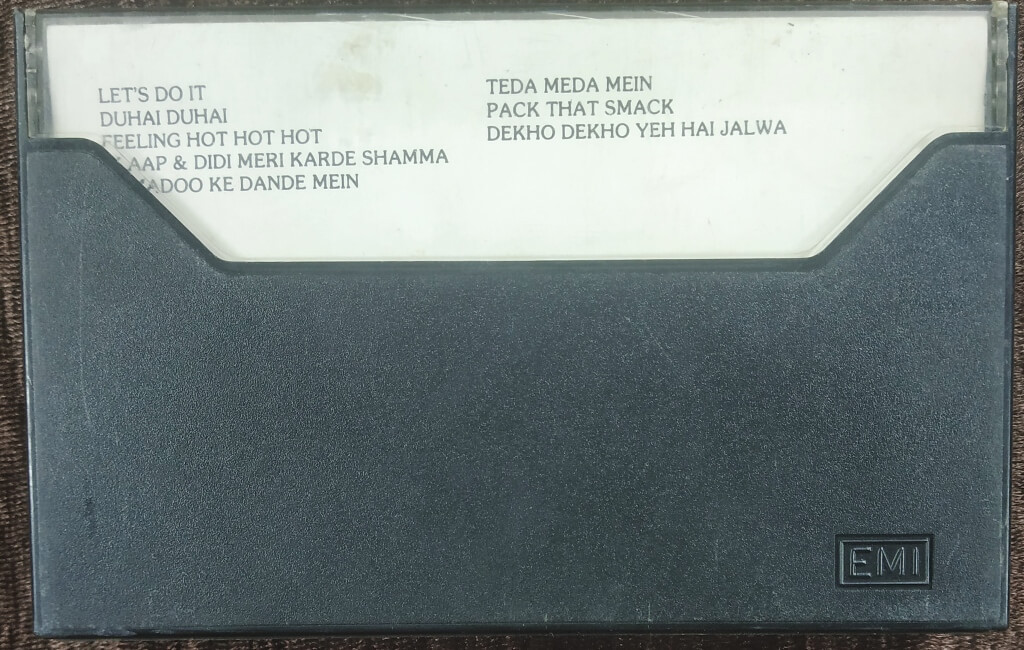 LET'S DO IT
DUHAI DUHAI
FEELING HOT HOT HOT
AAP & DIDI MERI KARDE SHAMMA
KE DANDE MEIN
TEDA MEDA MEIN
PACK THAT SMACK
DEKHO DEKHO YEH HAI JALWA
EMI